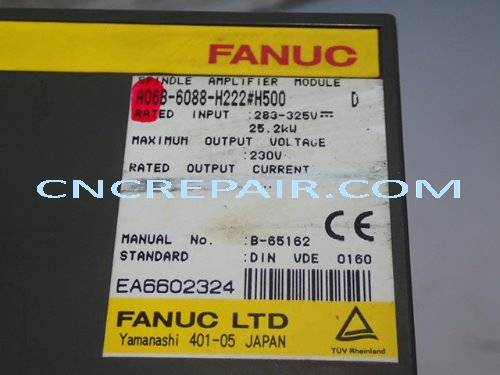 FANUC
SPINDLE AMPLIFIER MODULE
A06B-6088-H222#H500 D
RATED INPUT :283-325V
25.2kW
MAXIMUM OUTPUT VOLTAGE
:230V
RATED OUTPUT CURRENT
CNCREPAIR.COM
MANUAL No. :B-65162
STANDARD :DIN VDE 0160
CE
EA6602324
FANUC LTD
Yamanashi 401-05 JAPAN
TÜV Rheinland